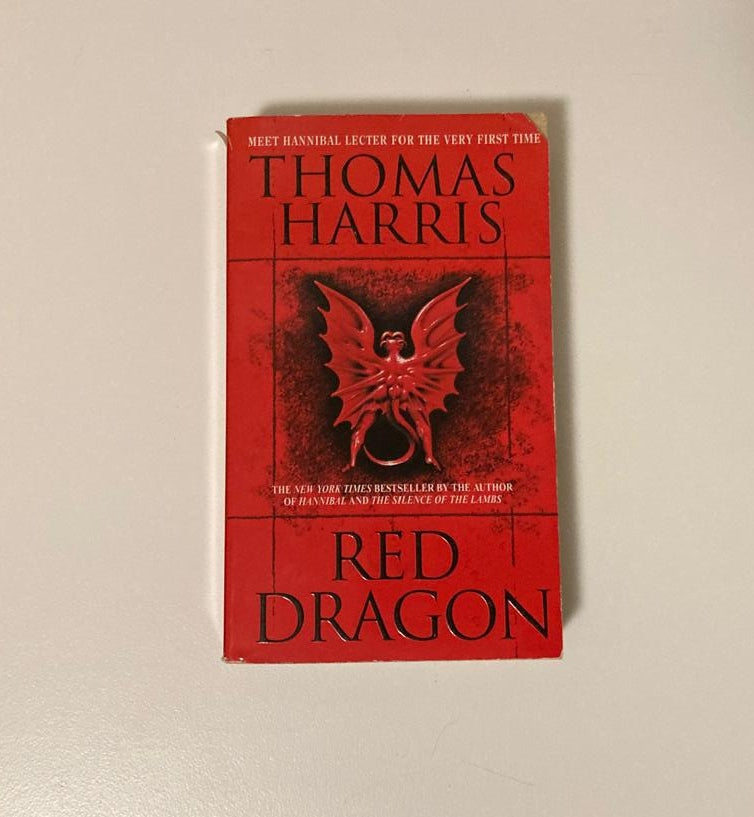 MEET HANNIBAL LECTER FOR THE VERY FIRST TIME
THOMAS
HARRIS
THE NEW YORK TIMES BESTSELLER BY THE AUTHOR
OF HANNIBAL AND THE SILENCE OF THE LAMBS
RED
DRAGON